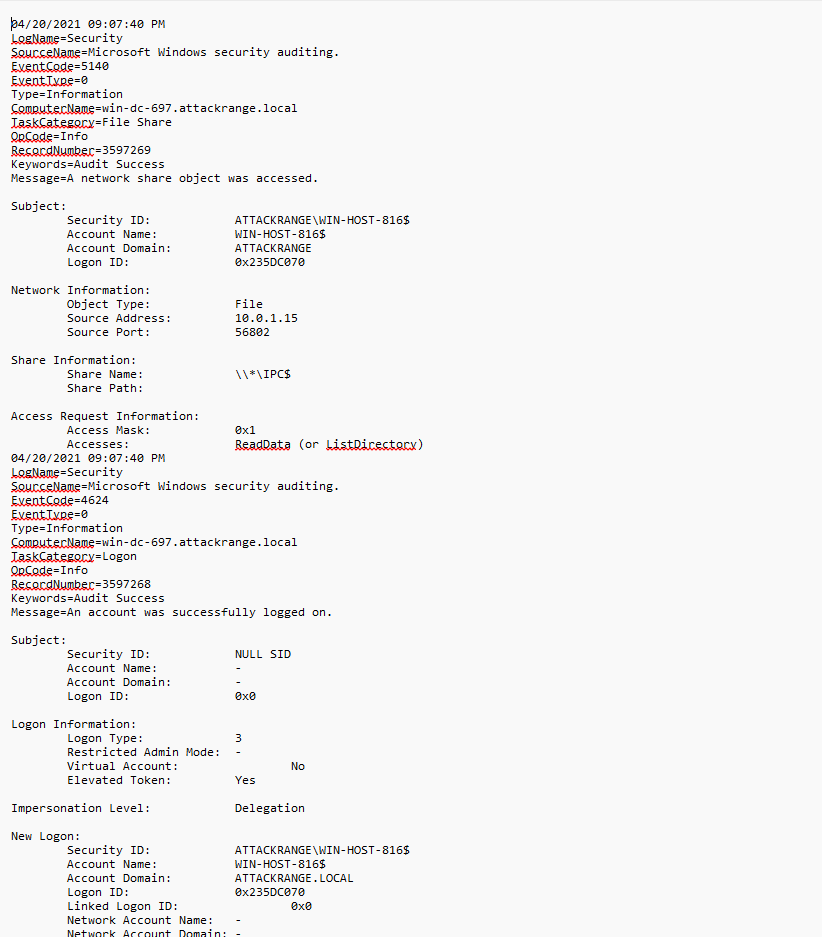 04/20/2021 09:07:40 PM
LogName=Security
SourceName=Microsoft Windows security auditing.
EventCode=5140
EventType=0
Type=Information
ComputerName=win-dc-697.attackrange.local
TaskCategory=File Share
OpCode=Info
RecordNumber=3597269
Keywords=Audit Success
Message=A network share object was accessed.
Subject:
Security ID: ATTACKRANGE\WIN-HOST-816$
Account Name: WIN-HOST-816$
Account Domain: ATTACKRANGE
Logon ID: 0x235DC070
Network Information:
Object Type: File
Source Address: 10.0.1.15
Source Port: 56802
Share Information:
Share Name: \\*\IPC$
Share Path:
Access Request Information:
Access Mask: 0x1
Accesses: ReadData (or ListDirectory)
04/20/2021 09:07:40 PM
LogName=Security
SourceName=Microsoft Windows security auditing.
EventCode=4624
EventType=0
Type=Information
ComputerName=win-dc-697.attackrange.local
TaskCategory=Logon
OpCode=Info
RecordNumber=3597268
Keywords=Audit Success
Message=An account was successfully logged on.
Subject:
Security ID: NULL SID
Account Name: -
Account Domain: -
Logon ID: 0x0
Logon Information:
Logon Type: 3
Restricted Admin Mode: -
Virtual Account: No
Elevated Token: Yes
Impersonation Level: Delegation
New Logon:
Security ID: ATTACKRANGE\WIN-HOST-816$
Account Name: WIN-HOST-816$
Account Domain: ATTACKRANGE.LOCAL
Logon ID: 0x235DC070
Linked Logon ID: 0x0
Network Account Name: -
Network Account Domain: -